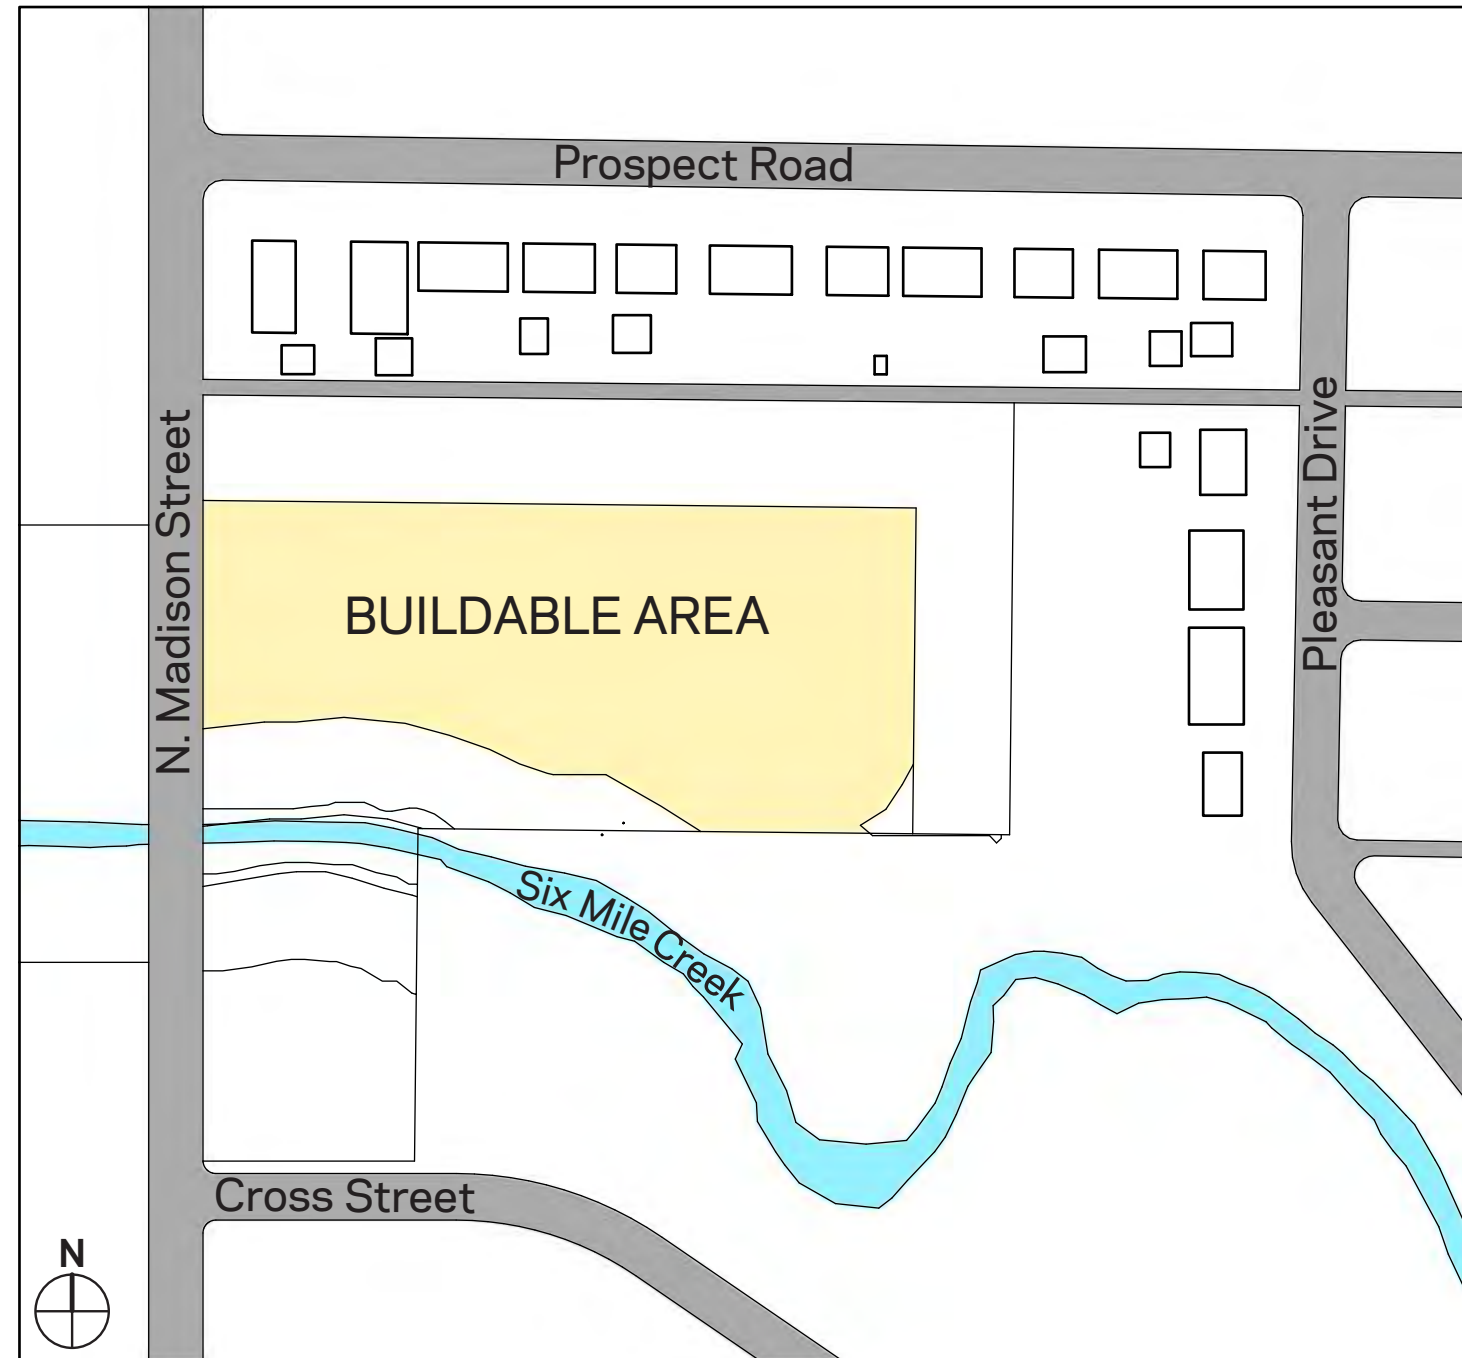 Prospect Road
N. Madison Street
Pleasant Drive
BUILDABLE AREA
Six Mile Creek
Cross Street
N